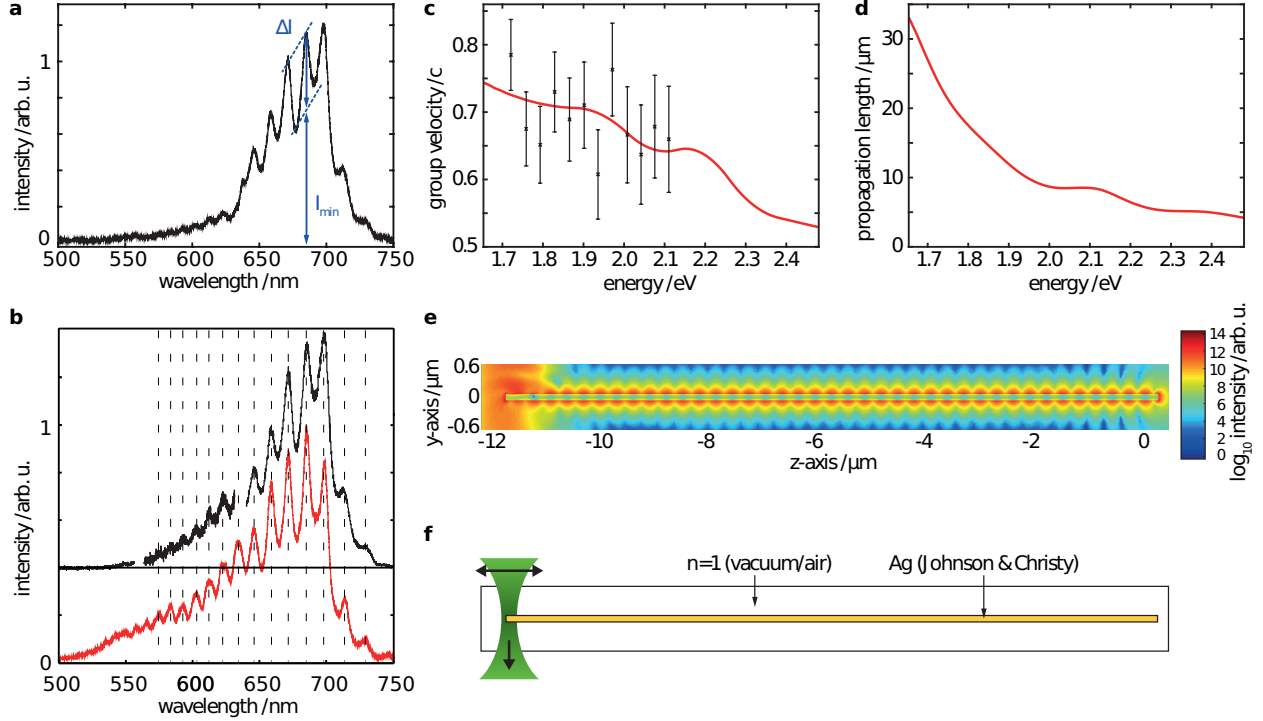 a
intensity /arb. u.
1
0
ΔI
I_min
500 550 600 650 700 750
wavelength /nm
b
intensity /arb. u.
1
0
500 550 600 650 700 750
wavelength /nm
c
group velocity /c
0.8
0.7
0.6
0.5
1.7 1.8 1.9 2.0 2.1 2.2 2.3 2.4
energy /eV
d
propagation length /µm
30
20
10
0
1.7 1.8 1.9 2.0 2.1 2.2 2.3 2.4
energy /eV
e
y-axis /µm
0.6
0
-0.6
-12 -10 -8 -6 -4 -2 0
z-axis /µm
14
12
10
8
6
4
2
0
log10 intensity /arb. u.
f
n=1 (vacuum/air)
Ag (Johnson & Christy)